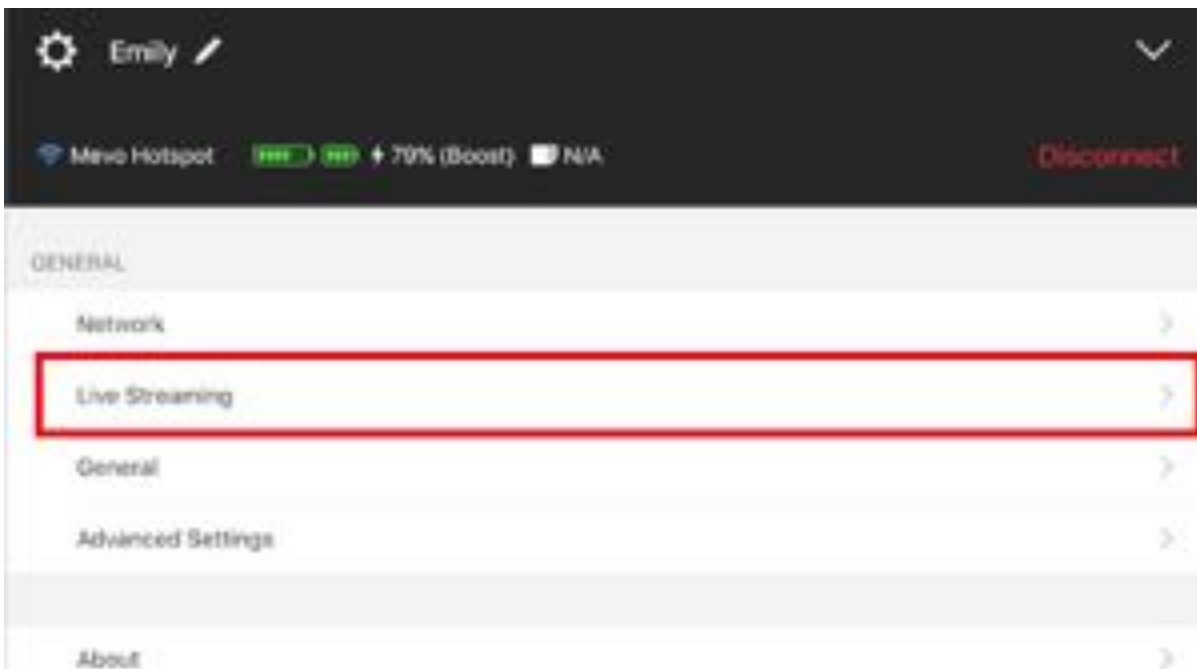 Emily
Mevo Hotspot 79% (Boost) N/A Disconnect
GENERAL
Network
Live Streaming
General
Advanced Settings
About